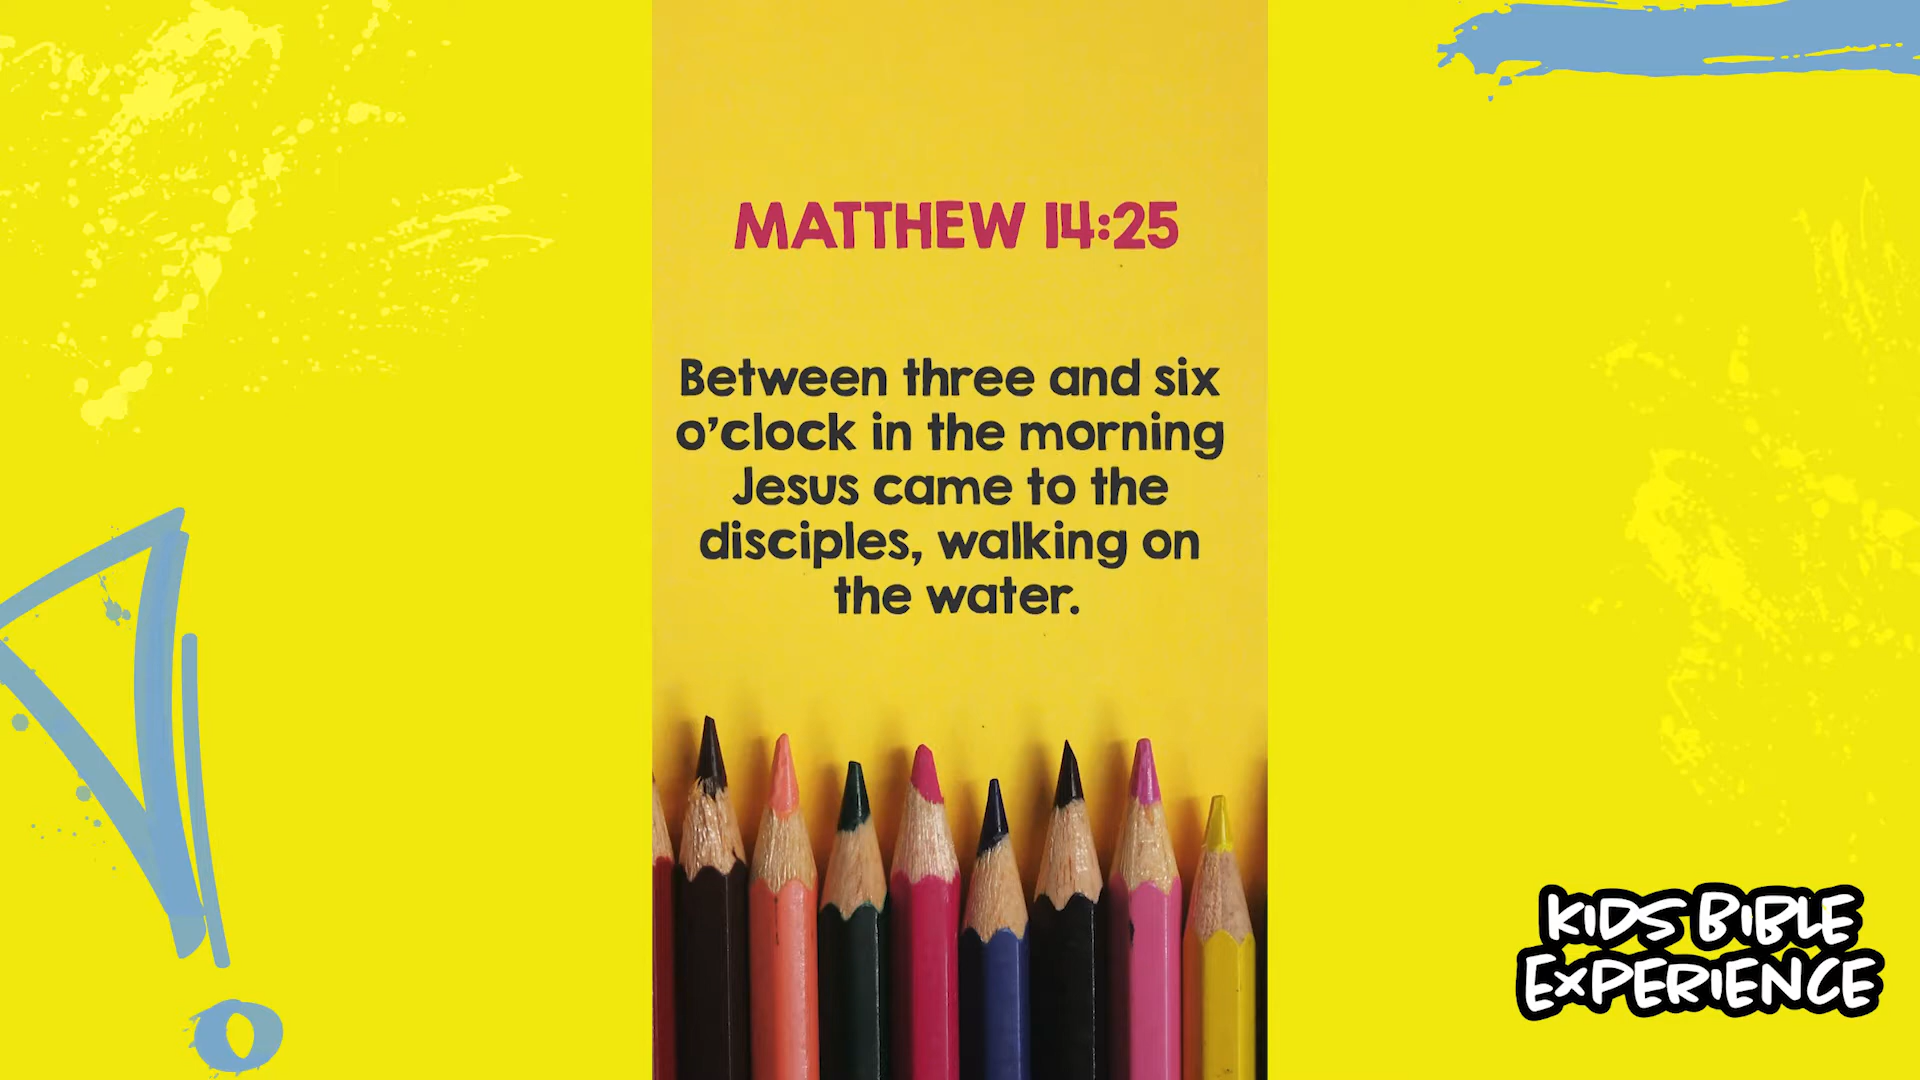 MATTHEW 14:25
Between three and six
o'clock in the morning
Jesus came to the
disciples, walking on
the water.
KIDS BIBLE
EXPERIENCE